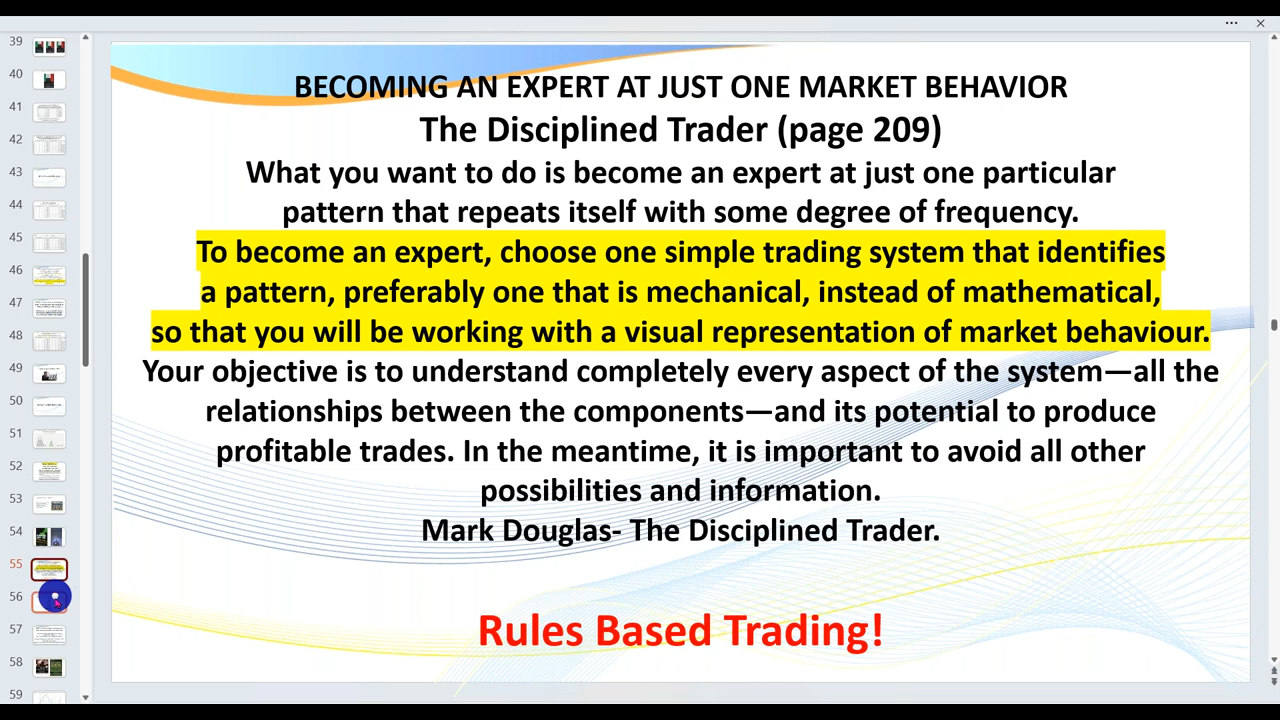 39
40
41
42
43
44
45
46
47
48
49
50
51
52
53
54
55
56
57
58
59
BECOMING AN EXPERT AT JUST ONE MARKET BEHAVIOR
The Disciplined Trader (page 209)
What you want to do is become an expert at just one particular
pattern that repeats itself with some degree of frequency.
To become an expert, choose one simple trading system that identifies
a pattern, preferably one that is mechanical, instead of mathematical,
so that you will be working with a visual representation of market behaviour.
Your objective is to understand completely every aspect of the system—all the
relationships between the components—and its potential to produce
profitable trades. In the meantime, it is important to avoid all other
possibilities and information.
Mark Douglas- The Disciplined Trader.
Rules Based Trading!